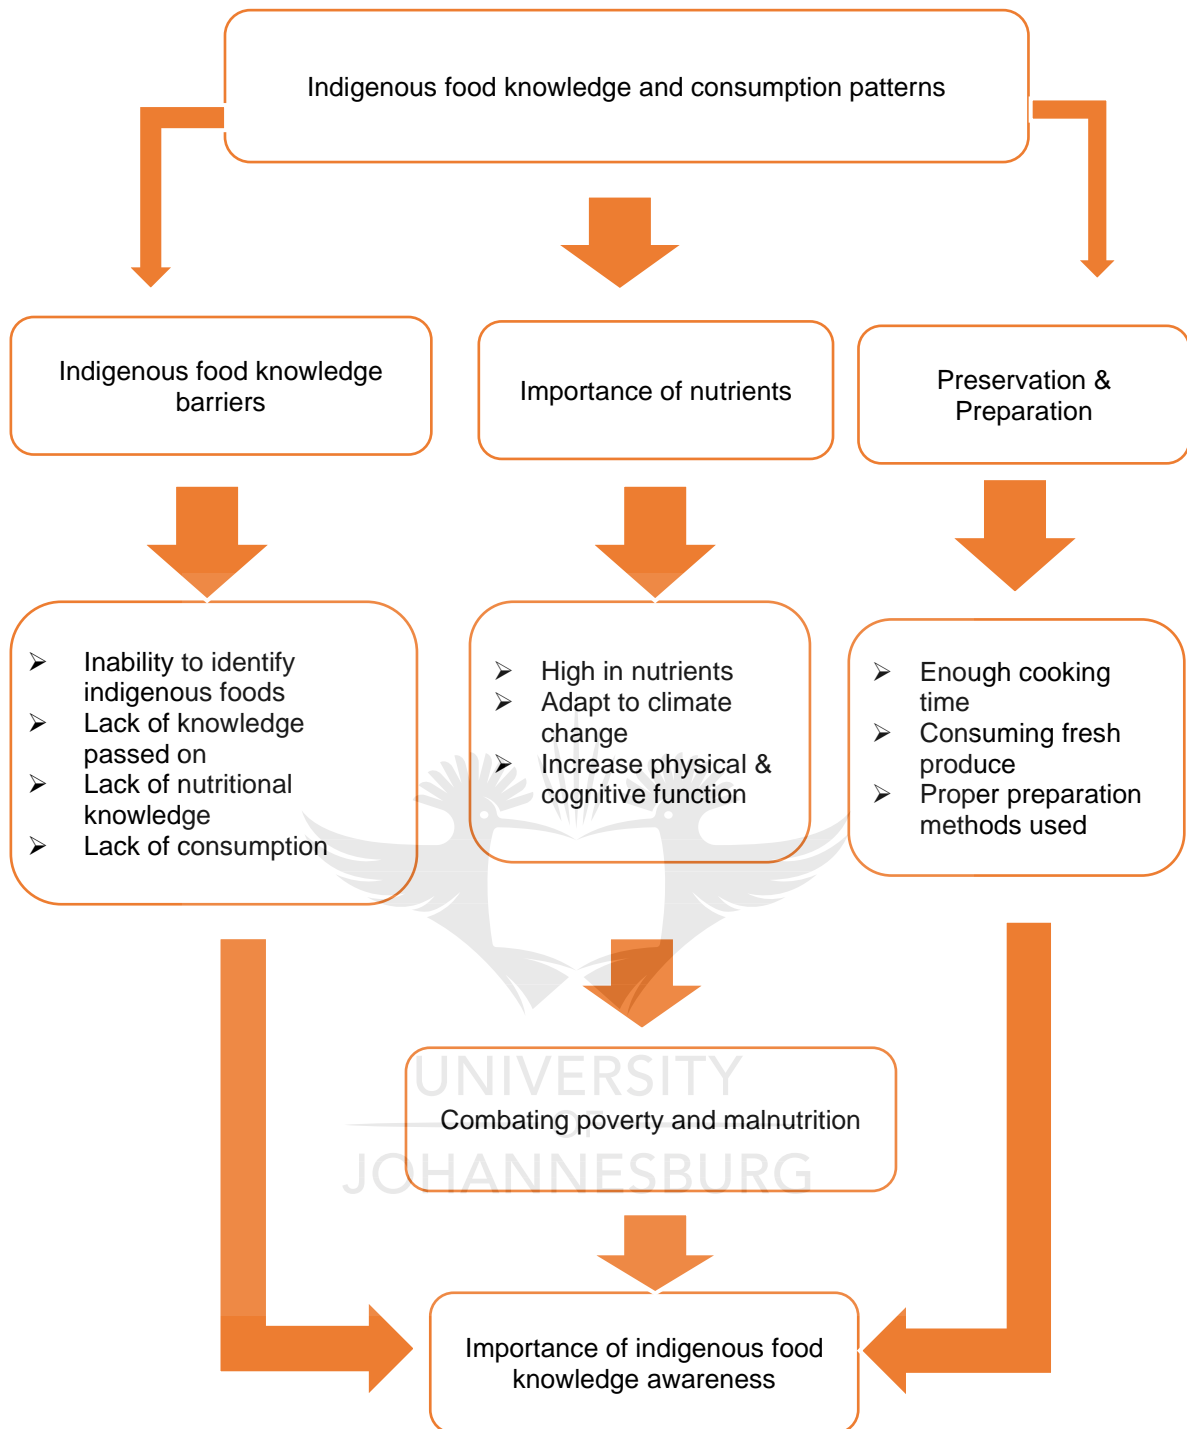 Indigenous food knowledge and consumption patterns
Indigenous food knowledge
barriers
Importance of nutrients
Preservation &
Preparation
➢ Inability to identify
indigenous foods
➢ Lack of knowledge
passed on
➢ Lack of nutritional
knowledge
➢ Lack of consumption
➢ High in nutrients
➢ Adapt to climate
change
➢ Increase physical &
cognitive function
➢ Enough cooking
time
➢ Consuming fresh
produce
➢ Proper preparation
methods used
UNIVERSITY
OF
JOHANNESBURG
Combating poverty and malnutrition
Importance of indigenous food
knowledge awareness